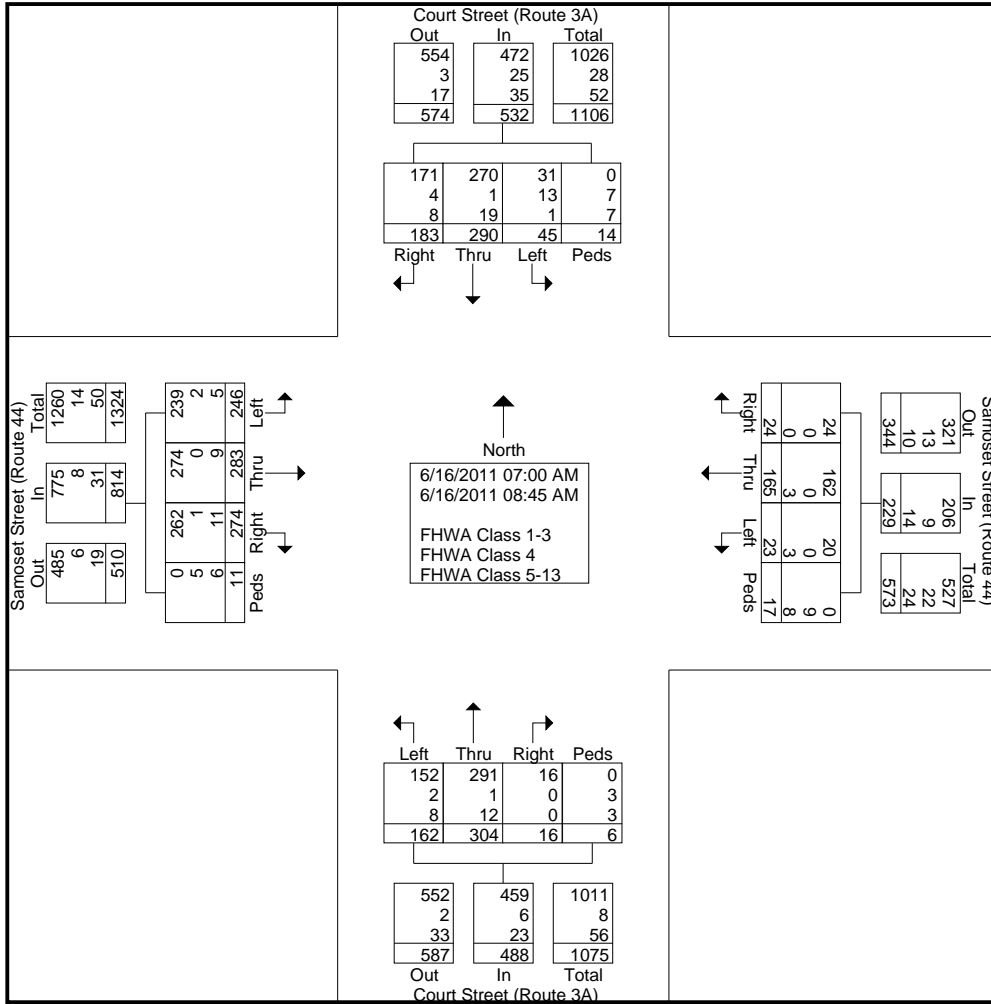 Court Street (Route 3A)
Out In Total
554 472 1026
3 25 28
17 35 52
574 532 1106
171 270 31 0
4 1 13 7
8 19 1 7
183 290 45 14
Right Thru Left Peds
Samoset Street (Route 44)
Total In Out
1260 775 485
14 8 6
50 31 19
1324 814 510
239 274 262 0
2 0 1 5
5 9 11 6
246 283 274 11
Left Thru Right Peds
North
6/16/2011 07:00 AM
6/16/2011 08:45 AM
FHWA Class 1-3
FHWA Class 4
FHWA Class 5-13
Samoset Street (Route 44)
Out In Total
321 206 527
13 9 22
10 14 24
344 229 573
24 162 20 0
0 0 0 9
0 3 3 8
24 165 23 17
Right Thru Left Peds
Left Thru Right Peds
152 291 16 0
2 1 0 3
8 12 0 3
162 304 16 6
552 459 1011
2 6 8
33 23 56
587 488 1075
Out In Total
Court Street (Route 3A)